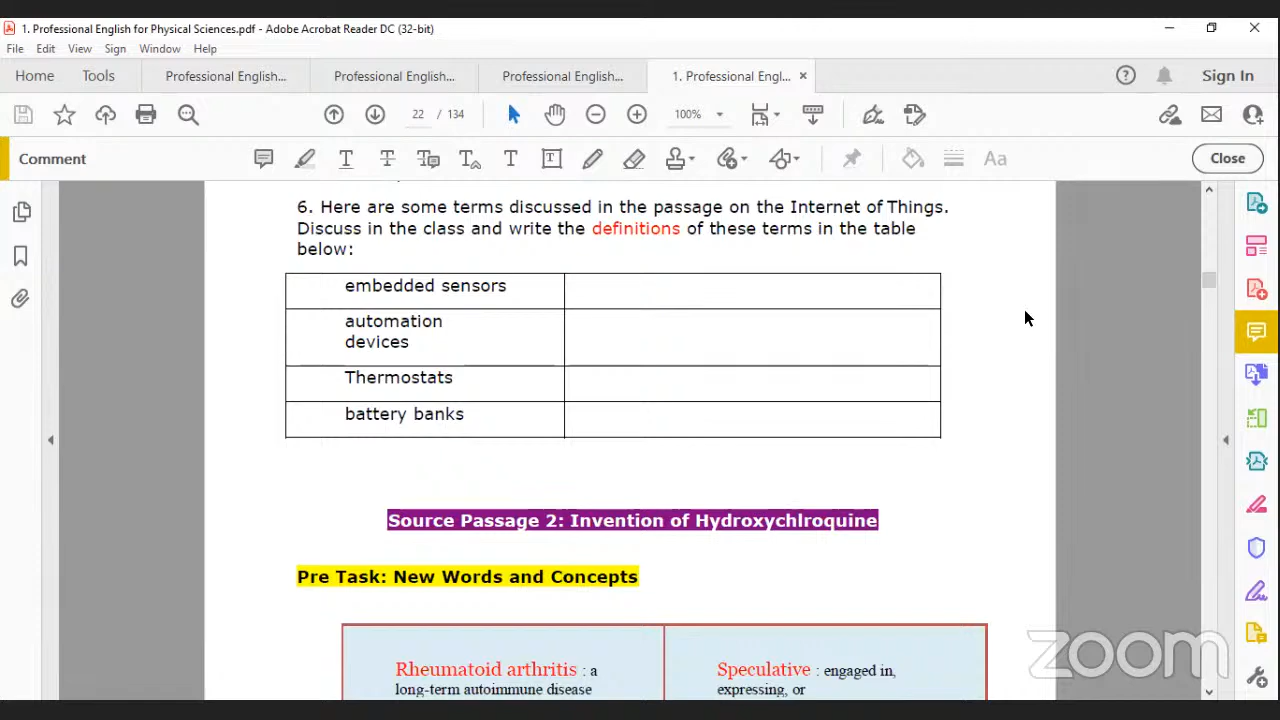 1. Professional English for Physical Sciences.pdf - Adobe Acrobat Reader DC (32-bit)
File Edit View Sign Window Help
Home Tools Professional English... Professional English... Professional English... 1. Professional Engl... Sign In
22 / 134 100%
Comment Close
6. Here are some terms discussed in the passage on the Internet of Things.
Discuss in the class and write the definitions of these terms in the table
below:
embedded sensors
automation
devices
Thermostats
battery banks
Source Passage 2: Invention of Hydroxychlroquine
Pre Task: New Words and Concepts
Rheumatoid arthritis : a
long-term autoimmune disease
Speculative : engaged in,
expressing, or
zoom